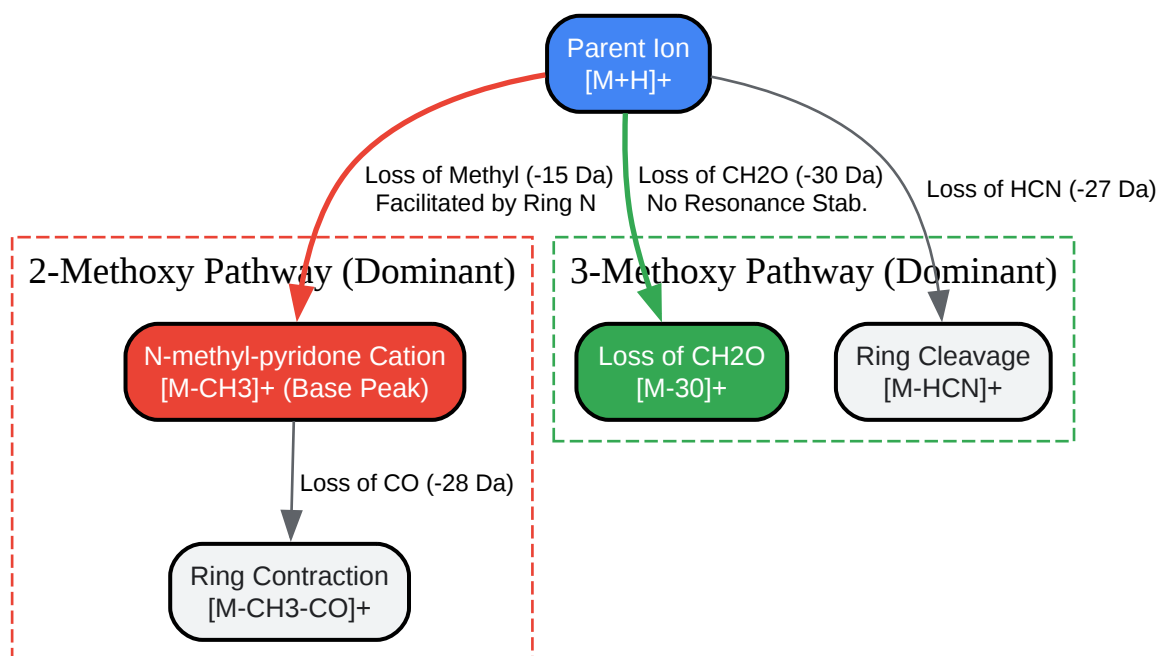 Parent Ion
[M+H]+
Loss of Methyl (-15 Da)
Facilitated by Ring N
Loss of CH2O (-30 Da)
No Resonance Stab.
Loss of HCN (-27 Da)
2-Methoxy Pathway (Dominant)
3-Methoxy Pathway (Dominant)
N-methyl-pyridone Cation
[M-CH3]+ (Base Peak)
Loss of CH2O
[M-30]+
Ring Cleavage
[M-HCN]+
Loss of CO (-28 Da)
Ring Contraction
[M-CH3-CO]+